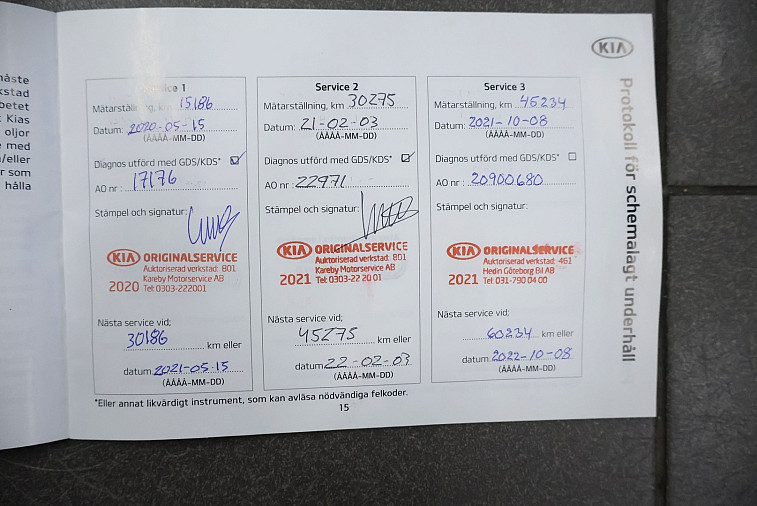 måste
kstad
betet
Kias
oljor
e med
n/eller
r som
hålla
KIA
Protokoll för schemalagt underhåll
Service 1
Mätarställning, km 15186
Datum: 2020-05-15
(ÅÅÅÅ-MM-DD)
Diagnos utförd med GDS/KDS*
AO nr: 17176
Stämpel och signatur:
KIA ORIGINALSERVICE
Auktoriserad verkstad: 801
Kareby Motorservice AB
2020 Tel: 0303-222001
Nästa service vid;
30186 km eller
datum 2021-05-15
(ÅÅÅÅ-MM-DD)
Service 2
Mätarställning, km 30275
Datum: 21-02-03
(ÅÅÅÅ-MM-DD)
Diagnos utförd med GDS/KDS*
AO nr: 22971
Stämpel och signatur:
KIA ORIGINALSERVICE
Auktoriserad verkstad: 801
Kareby Motorservice AB
2021 Tel: 0303-22 20 01
Nästa service vid;
45275 km eller
datum 22-02-03
(ÅÅÅÅ-MM-DD)
Service 3
Mätarställning, km 45234
Datum: 2021-10-08
(ÅÅÅÅ-MM-DD)
Diagnos utförd med GDS/KDS*
AO nr: 20900680
Stämpel och signatur:
KIA ORIGINALSERVICE
Auktoriserad verkstad: 461
Hedin Göteborg Bil AB
2021 Tel: 031-790 04 00
Nästa service vid;
60234 km eller
datum 2022-10-08
(ÅÅÅÅ-MM-DD)
*Eller annat likvärdigt instrument, som kan avläsa nödvändiga felkoder.
15